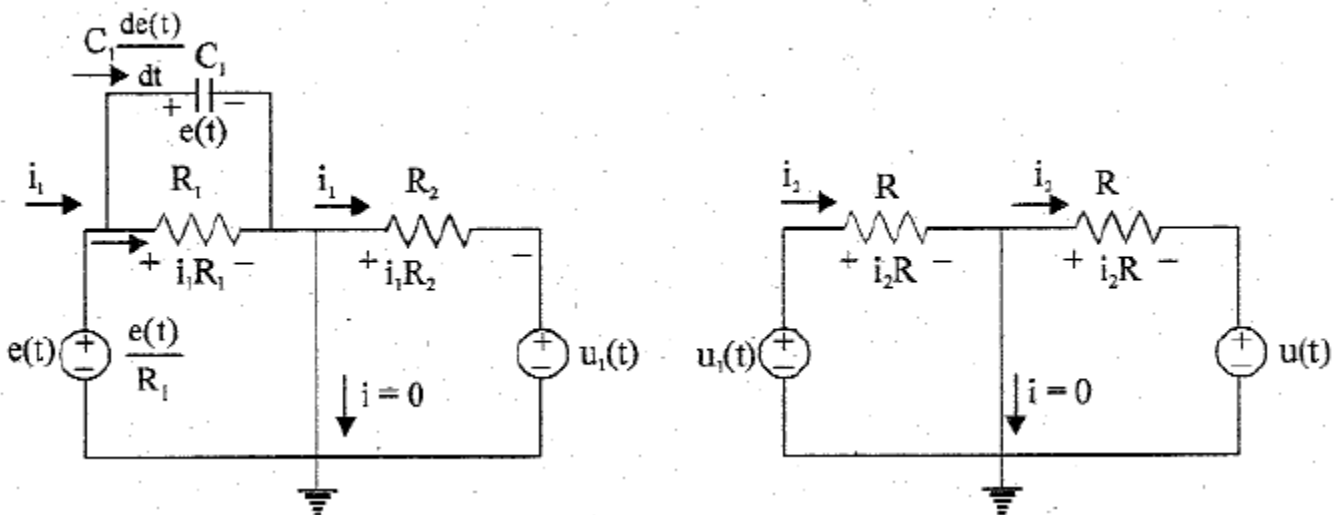 C₁ de(t)/dt
C₁
+ −
e(t)
i₁
R₁
+ i₁R₁ −
i₁
R₂
+ i₁R₂ −
e(t)
+ −
e(t)/R₁
i = 0
+ −
u₁(t)
i₂
R
+ i₂R −
i₂
R
+ i₂R −
u₁(t)
+ −
i = 0
+ −
u(t)